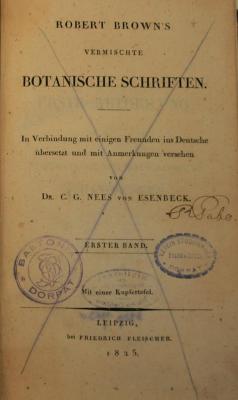 ROBERT BROWN'S
VERMISCHTE
BOTANISCHE SCHRIFTEN.
In Verbindung mit einigen Freunden ins Deutsche
übersetzt und mit Anmerkungen versehen
von
DR. C. G. NEES VON ESENBECK.
ERSTER BAND.
DORPAT
Mit einer Kupfertafel.
LEIPZIG,
bei FRIEDRICH FLEISCHER.
1825.